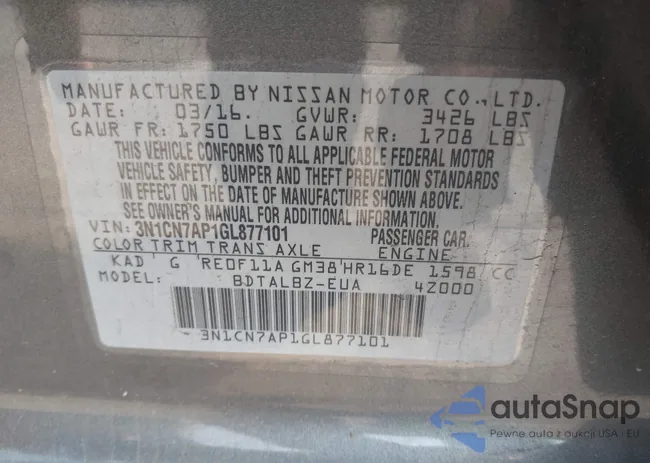 MANUFACTURED BY NISSAN MOTOR CO., LTD.
DATE: 03/16. GVWR: 3426 LBS
GAWR FR: 1750 LBS GAWR RR: 1708 LBS
THIS VEHICLE CONFORMS TO ALL APPLICABLE FEDERAL MOTOR
VEHICLE SAFETY, BUMPER AND THEFT PREVENTION STANDARDS
IN EFFECT ON THE DATE OF MANUFACTURE SHOWN ABOVE.
SEE OWNER'S MANUAL FOR ADDITIONAL INFORMATION.
VIN: 3N1CN7AP1GL877101 PASSENGER CAR.
COLOR TRIM TRANS AXLE ENGINE
KAD G RE0F11A GM38 HR16DE 1598 CC
MODEL: BDTALBZ-EUA 4Z000
3N1CN7AP1GL877101
autaSnap
Pewne auta z aukcji USA - EU